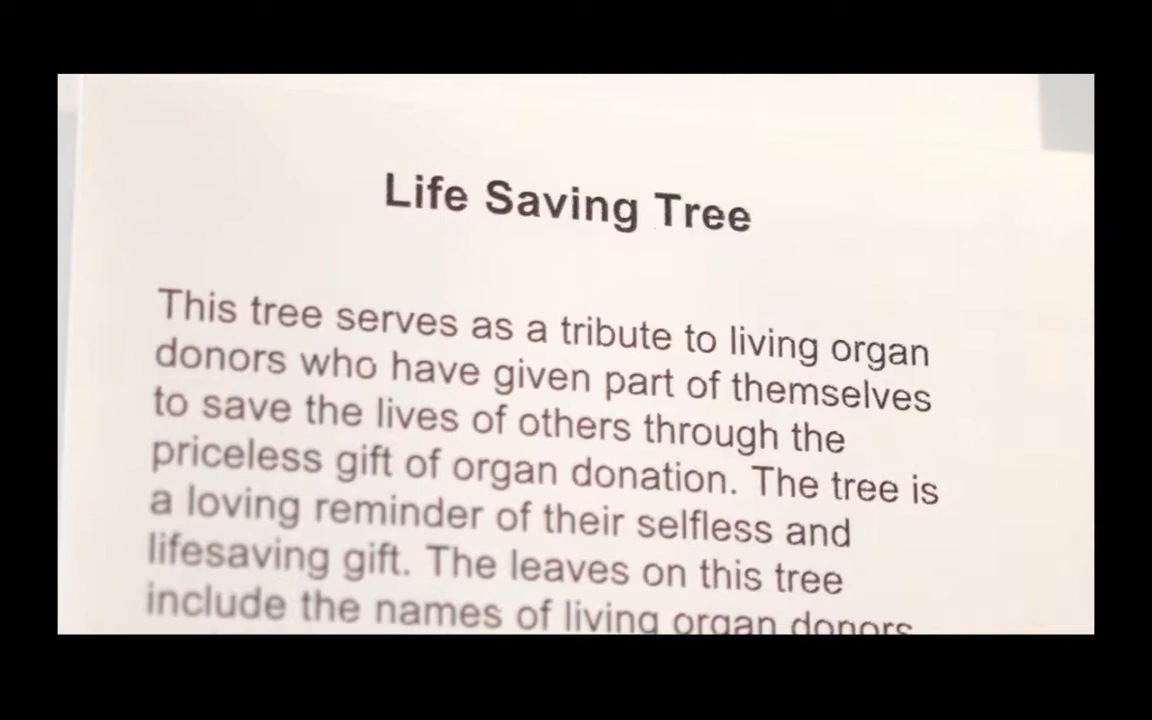 Life Saving Tree
This tree serves as a tribute to living organ
donors who have given part of themselves
to save the lives of others through the
priceless gift of organ donation. The tree is
a loving reminder of their selfless and
lifesaving gift. The leaves on this tree
include the names of living organ donors